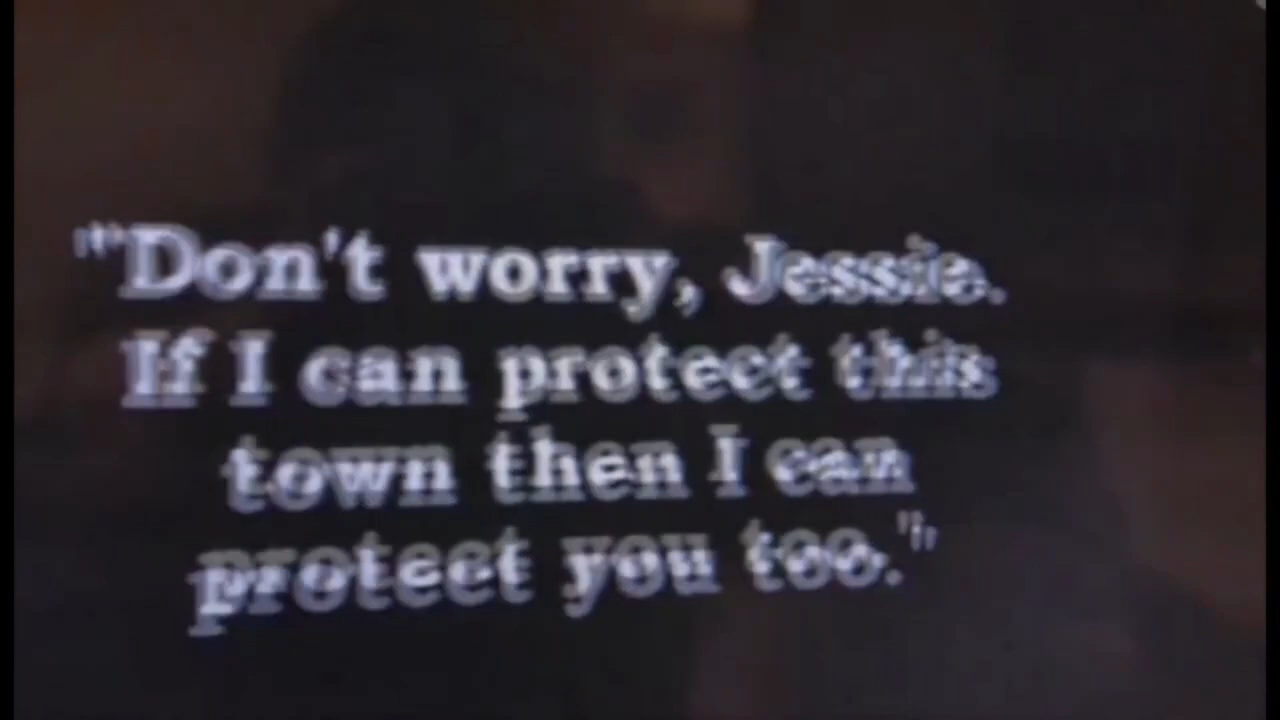 "Don't worry, Jessie.
If I can protect this
town then I can
protect you too."